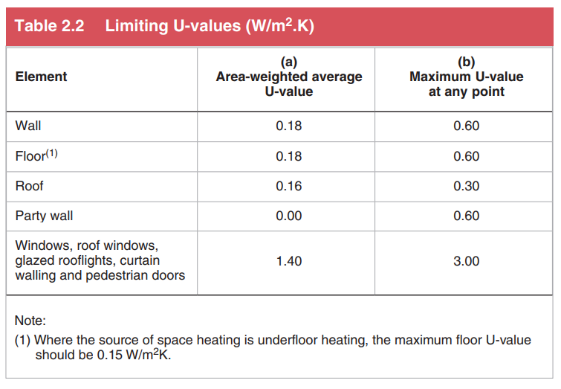 Table 2.2 Limiting U-values (W/m².K)
Element
(a)
Area-weighted average
U-value
(b)
Maximum U-value
at any point
Wall 0.18 0.60
Floor⁽¹⁾ 0.18 0.60
Roof 0.16 0.30
Party wall 0.00 0.60
Windows, roof windows,
glazed rooflights, curtain
walling and pedestrian doors
1.40 3.00
Note:
(1) Where the source of space heating is underfloor heating, the maximum floor U-value
should be 0.15 W/m²K.